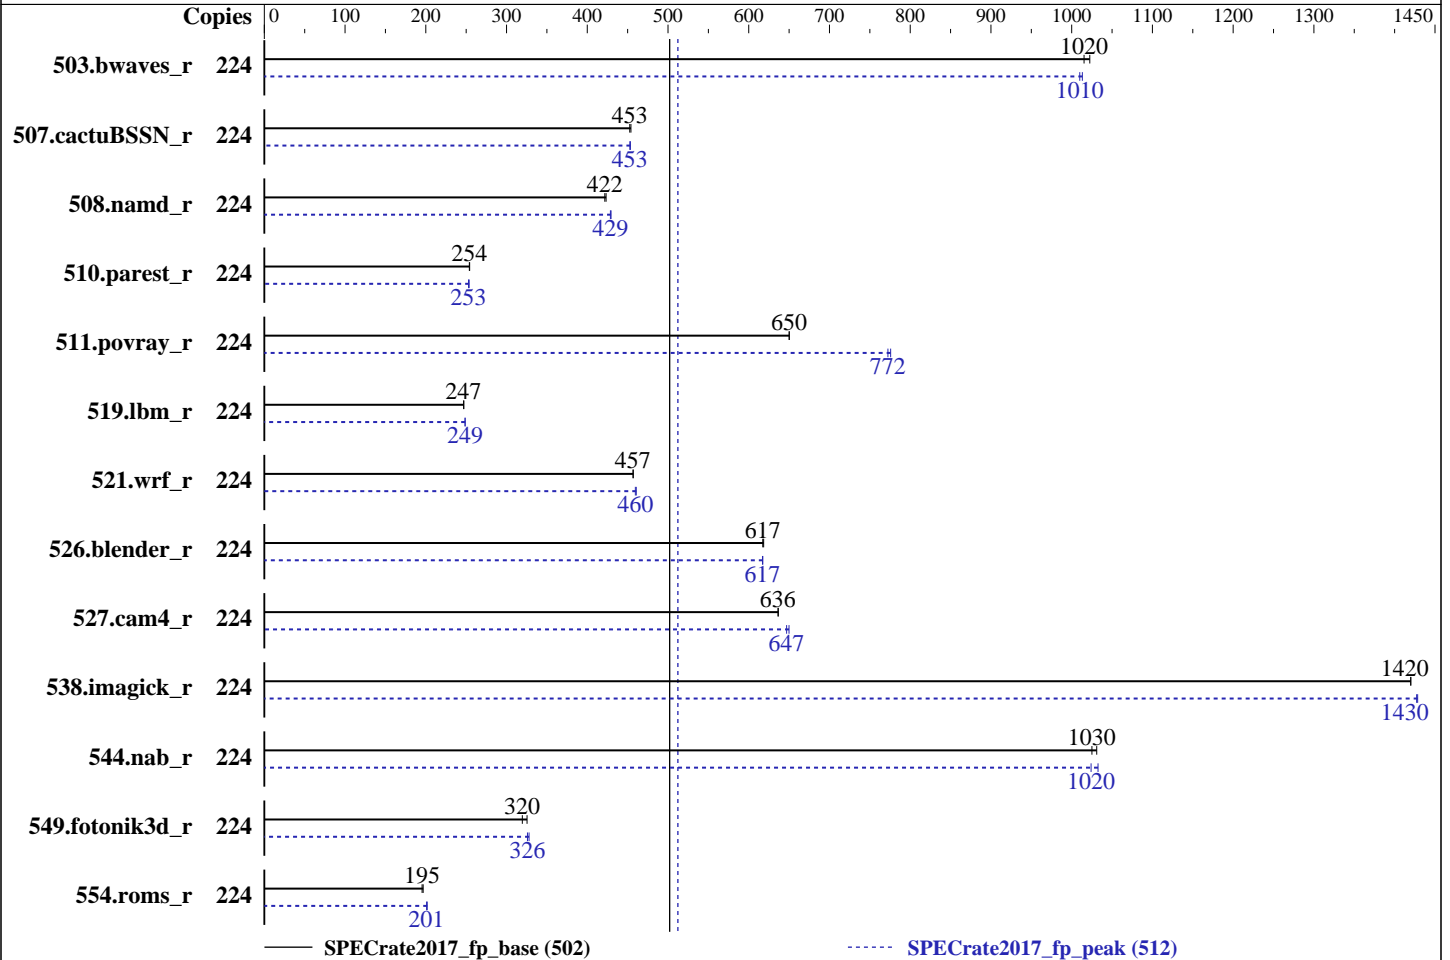 Copies 0 100 200 300 400 500 600 700 800 900 1000 1100 1200 1300 1450
1020
503.bwaves_r 224
1010
453
507.cactuBSSN_r 224
453
422
508.namd_r 224
429
254
510.parest_r 224
253
650
511.povray_r 224
772
247
519.lbm_r 224
249
457
521.wrf_r 224
460
617
526.blender_r 224
617
636
527.cam4_r 224
647
1420
538.imagick_r 224
1430
1030
544.nab_r 224
1020
320
549.fotonik3d_r 224
326
195
554.roms_r 224
201
SPECrate2017_fp_base (502) SPECrate2017_fp_peak (512)